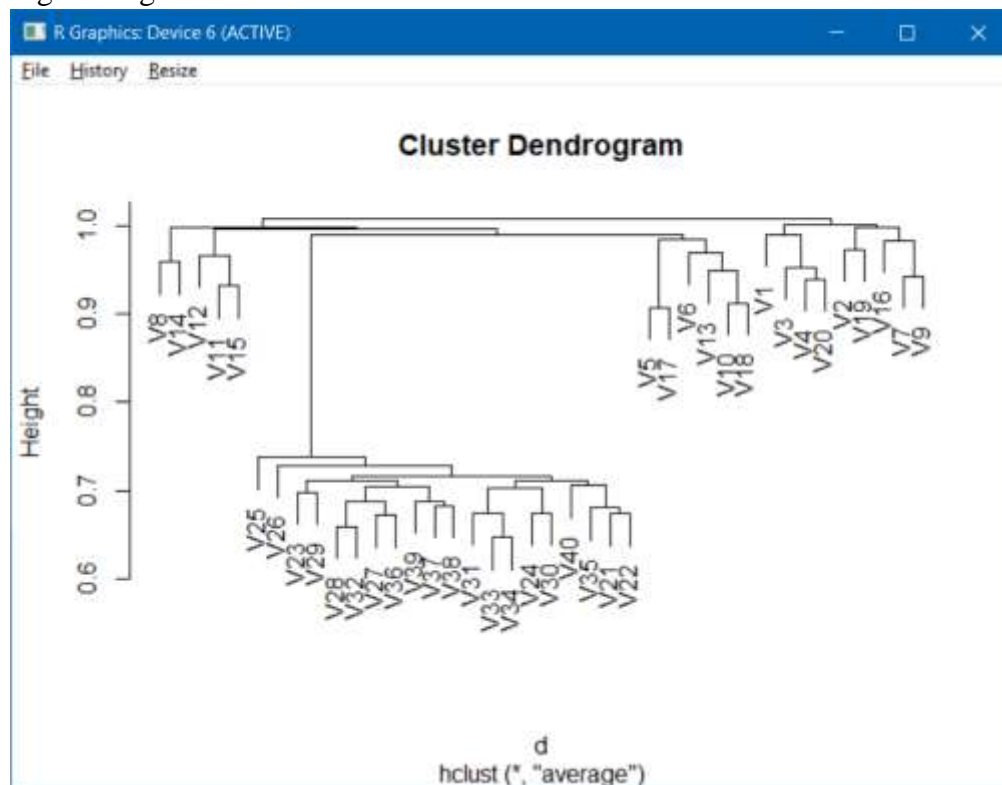 R Graphics: Device 6 (ACTIVE)
File History Resize
Cluster Dendrogram
Height
0.6 0.7 0.8 0.9 1.0
V8
V14
V12
V11
V15
V25
V26
V23
V29
V28
V32
V27
V36
V39
V37
V38
V31
V33
V34
V24
V30
V40
V35
V21
V22
V5
V17
V6
V13
V10
V18
V1
V3
V4
V20
V2
V19
V16
V7
V9
d
hclust (*, "average")